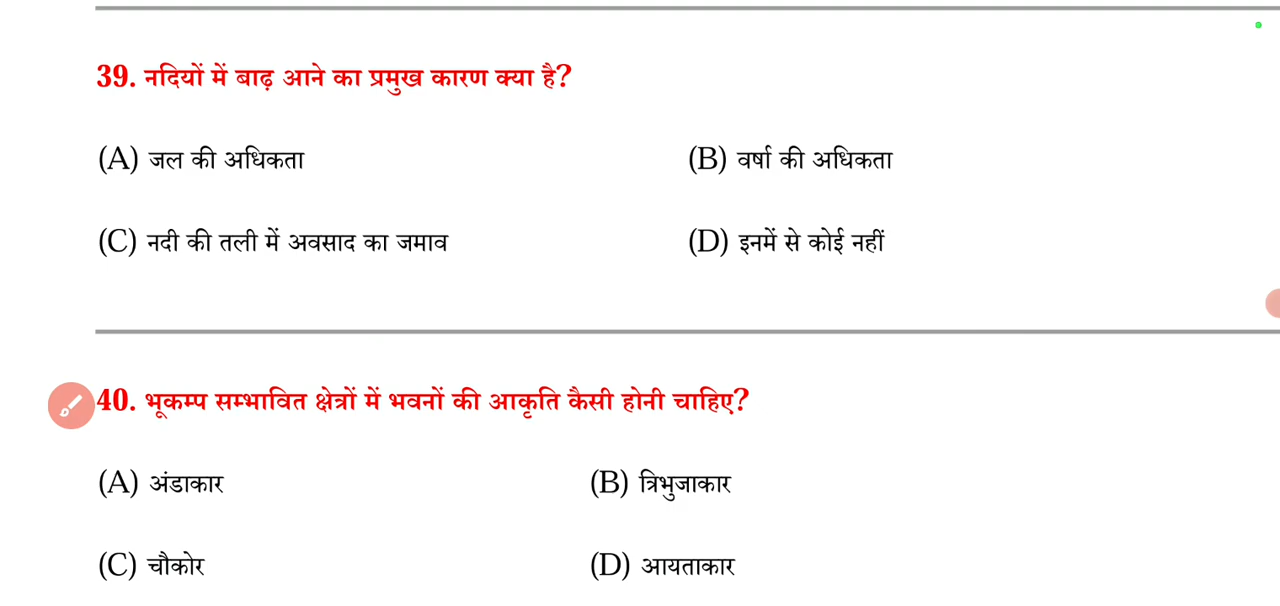 39. नदियों में बाढ़ आने का प्रमुख कारण क्या है?
(A) जल की अधिकता (B) वर्षा की अधिकता
(C) नदी की तली में अवसाद का जमाव (D) इनमें से कोई नहीं
40. भूकम्प सम्भावित क्षेत्रों में भवनों की आकृति कैसी होनी चाहिए?
(A) अंडाकार (B) त्रिभुजाकार
(C) चौकोर (D) आयताकार